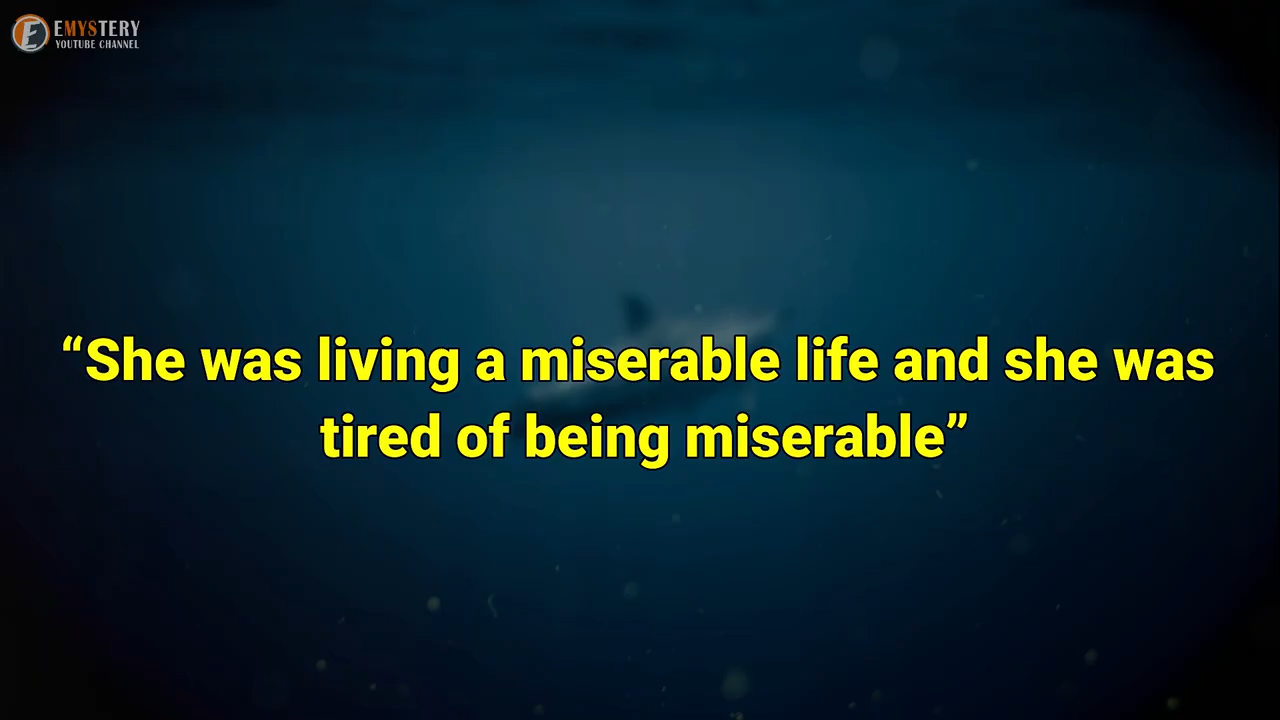 EMYSTERY
YOUTUBE CHANNEL
“She was living a miserable life and she was
tired of being miserable”